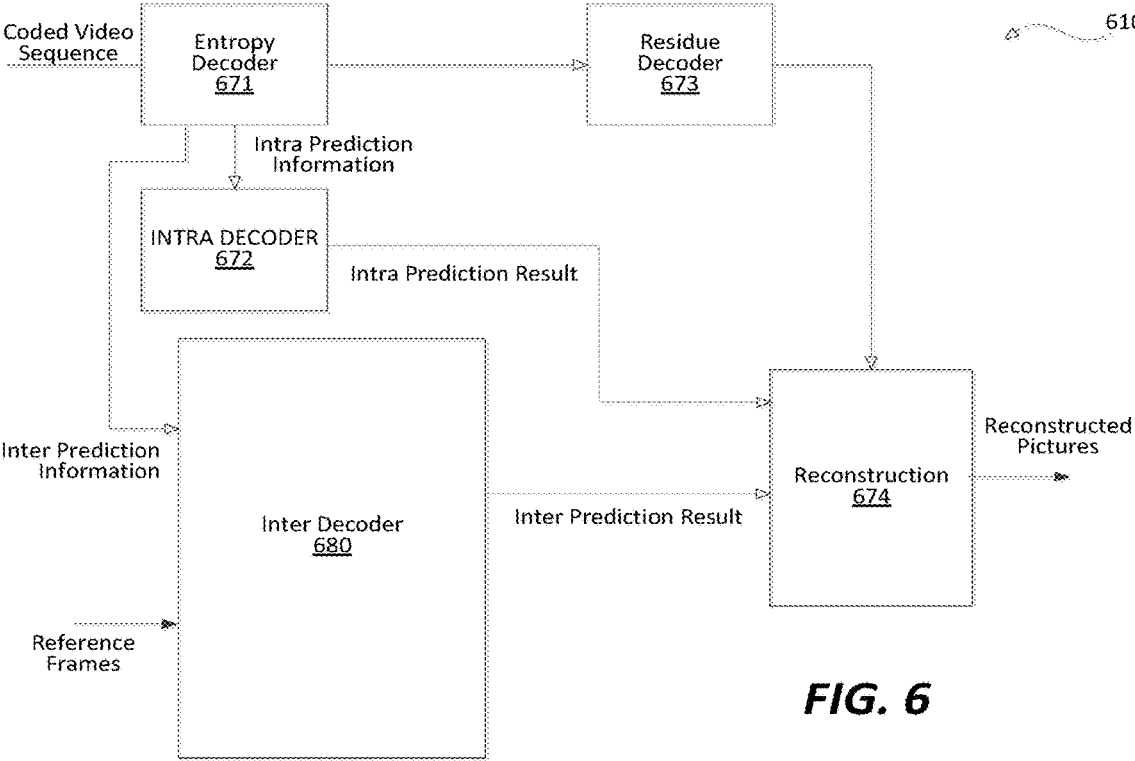 Coded Video
Sequence
Entropy
Decoder
671
Residue
Decoder
673
610
Intra Prediction
Information
INTRA DECODER
672
Intra Prediction Result
Inter Prediction
Information
Inter Decoder
680
Inter Prediction Result
Reconstruction
674
Reconstructed
Pictures
Reference
Frames
FIG. 6